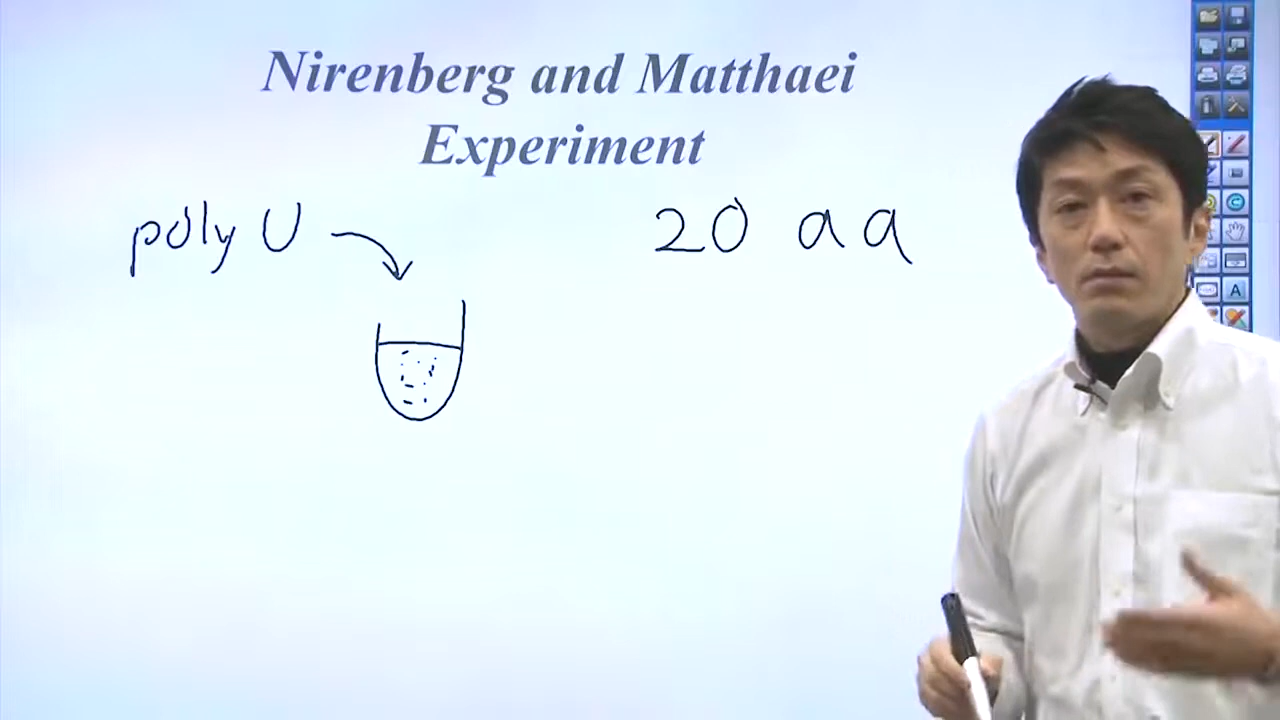 Nirenberg and Matthaei
Experiment
poly U
20 aa
A